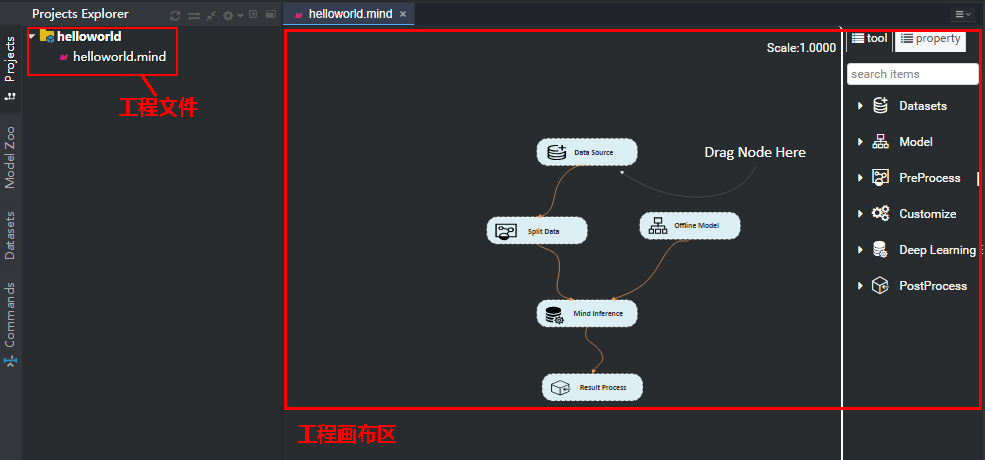 Projects Explorer
helloworld.mind ×
Projects
Model Zoo
Datasets
Commands
helloworld
helloworld.mind
工程文件
Scale:1.0000
Drag Node Here
Data Source
Split Data
Offline Model
Mind Inference
Result Process
工程画布区
tool
property
search items
Datasets
Model
PreProcess
Customize
Deep Learning
PostProcess